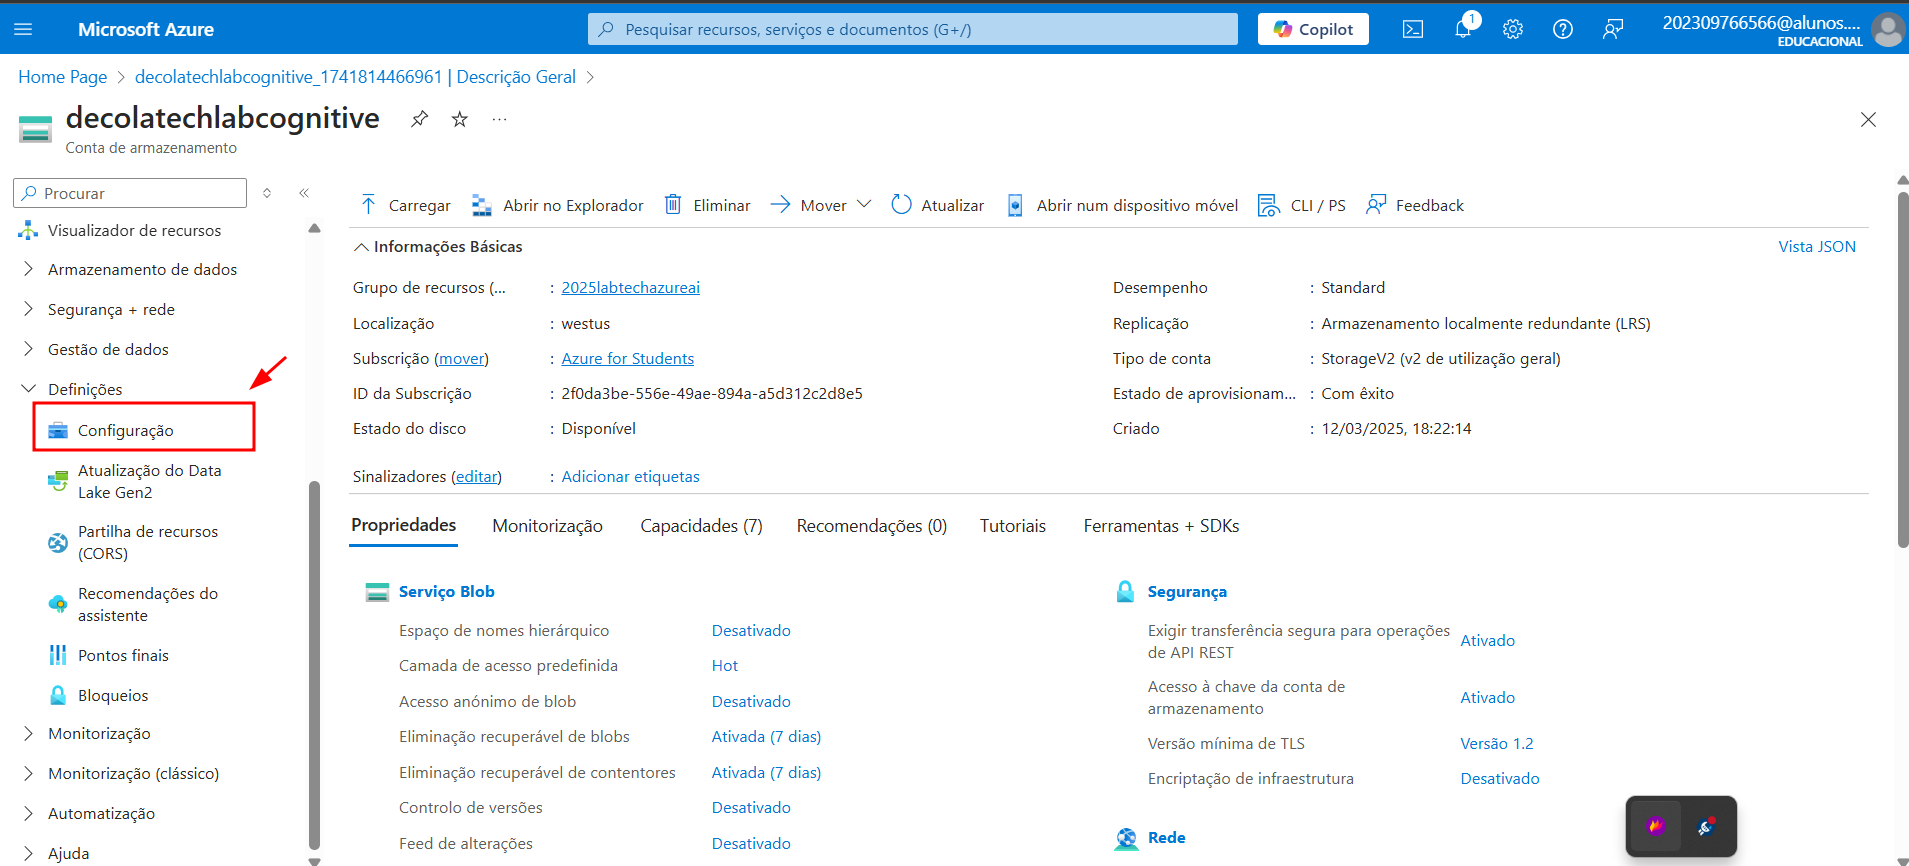 Microsoft Azure
Pesquisar recursos, serviços e documentos (G+/)
Copilot
1
202309766566@alunos....
EDUCACIONAL
Home Page > decolatechlabcognitive_1741814466961 | Descrição Geral >
decolatechlabcognitive
...
Conta de armazenamento
Procurar
Visualizador de recursos
Armazenamento de dados
Segurança + rede
Gestão de dados
Definições
Configuração
Atualização do Data
Lake Gen2
Partilha de recursos
(CORS)
Recomendações do
assistente
Pontos finais
Bloqueios
Monitorização
Monitorização (clássico)
Automatização
Ajuda
Carregar Abrir no Explorador Eliminar Mover Atualizar Abrir num dispositivo móvel CLI / PS Feedback
Informações Básicas
Vista JSON
Grupo de recursos (... : 2025labtechazureai
Localização : westus
Subscrição (mover) : Azure for Students
ID da Subscrição : 2f0da3be-556e-49ae-894a-a5d312c2d8e5
Estado do disco : Disponível
Sinalizadores (editar) : Adicionar etiquetas
Desempenho : Standard
Replicação : Armazenamento localmente redundante (LRS)
Tipo de conta : StorageV2 (v2 de utilização geral)
Estado de aprovisionam... : Com êxito
Criado : 12/03/2025, 18:22:14
Propriedades Monitorização Capacidades (7) Recomendações (0) Tutoriais Ferramentas + SDKs
Serviço Blob
Espaço de nomes hierárquico Desativado
Camada de acesso predefinida Hot
Acesso anónimo de blob Desativado
Eliminação recuperável de blobs Ativada (7 dias)
Eliminação recuperável de contentores Ativada (7 dias)
Controlo de versões Desativado
Feed de alterações Desativado
Segurança
Exigir transferência segura para operações
de API REST
Ativado
Acesso à chave da conta de
armazenamento
Ativado
Versão mínima de TLS Versão 1.2
Encriptação de infraestrutura Desativado
Rede